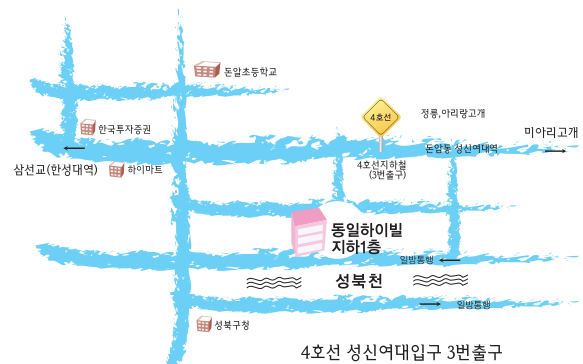 돈암초등학교
4호선
정릉,아리랑고개
한국투자증권
미아리고개
돈암동 성신여대역
삼선교(한성대역)
하이마트
4호선지하철
(3번출구)
동일하이빌
지하1층
일방통행
성북천
일방통행
성북구청
4호선 성신여대입구 3번출구